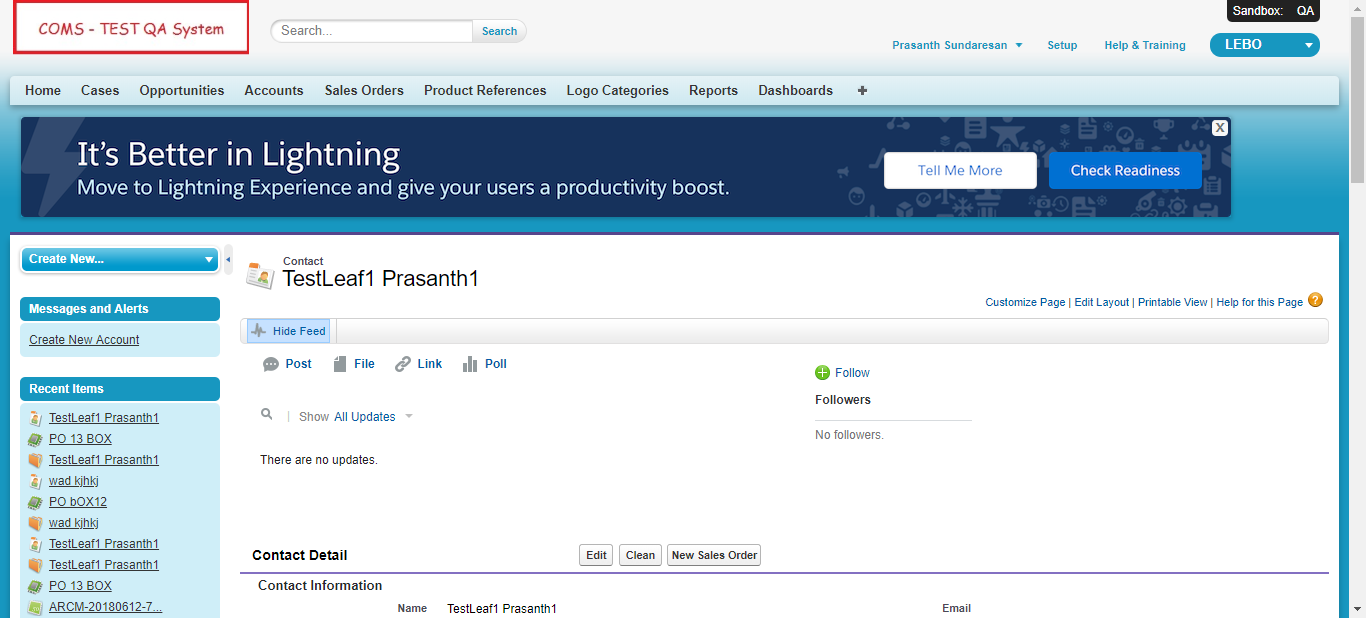 Sandbox: QA
COMS - TEST QA System
Search...
Search
Prasanth Sundaresan
Setup
Help & Training
LEBO
Home Cases Opportunities Accounts Sales Orders Product References Logo Categories Reports Dashboards +
It's Better in Lightning
Move to Lightning Experience and give your users a productivity boost.
Tell Me More
Check Readiness
X
Create New...
Messages and Alerts
Create New Account
Recent Items
TestLeaf1 Prasanth1
PO 13 BOX
TestLeaf1 Prasanth1
wad kjhkj
PO bOX12
wad kjhkj
TestLeaf1 Prasanth1
TestLeaf1 Prasanth1
PO 13 BOX
ARCM-20180612-7...
Contact
TestLeaf1 Prasanth1
Customize Page | Edit Layout | Printable View | Help for this Page ?
Hide Feed
Post File Link Poll
Show All Updates
There are no updates.
Follow
Followers
No followers.
Contact Detail
Edit Clean New Sales Order
Contact Information
Name TestLeaf1 Prasanth1 Email